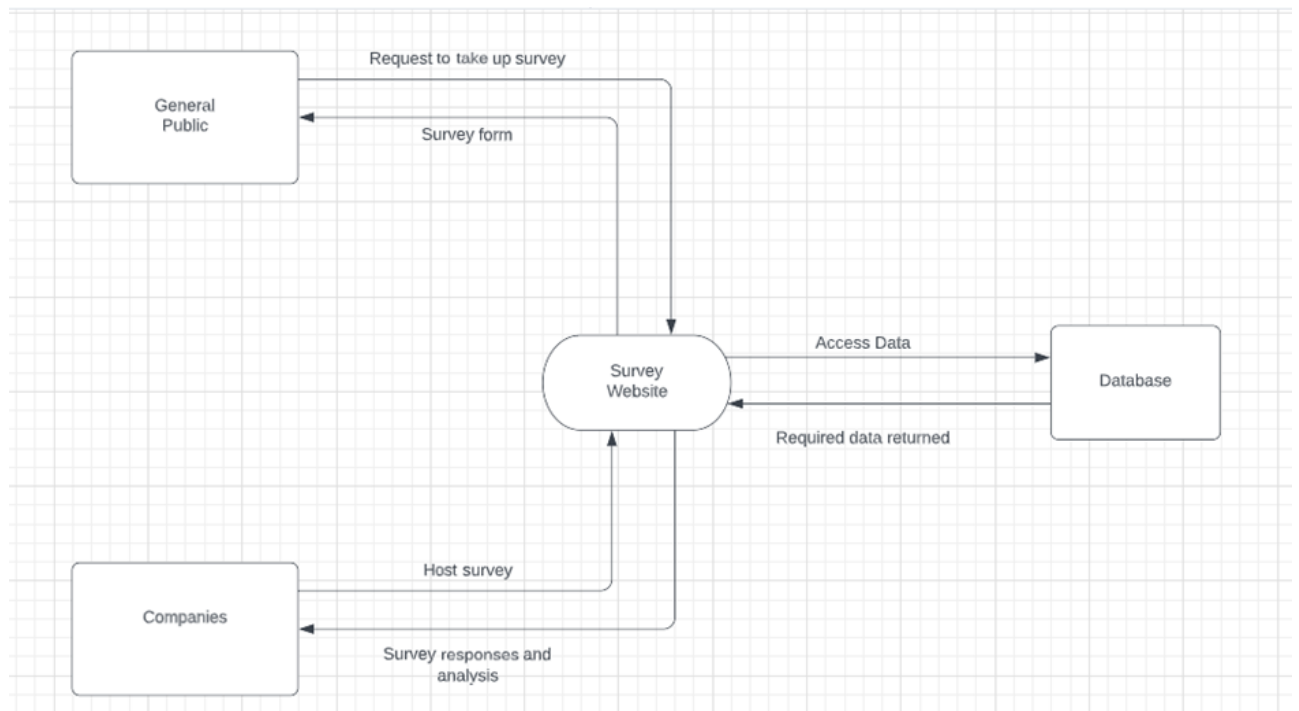 Request to take up survey
General
Public
Survey form
Access Data
Survey
Website
Database
Required data returned
Host survey
Companies
Survey responses and
analysis